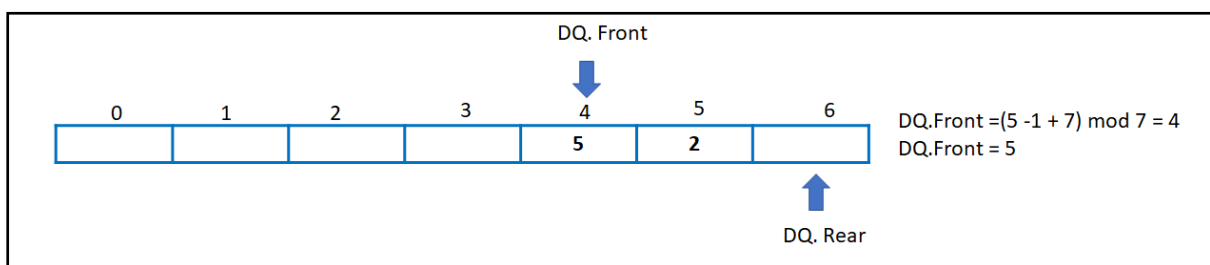 DQ. Front
0 1 2 3 4 5 6
5 2
DQ.Front =(5 -1 + 7) mod 7 = 4
DQ.Front = 5
DQ. Rear